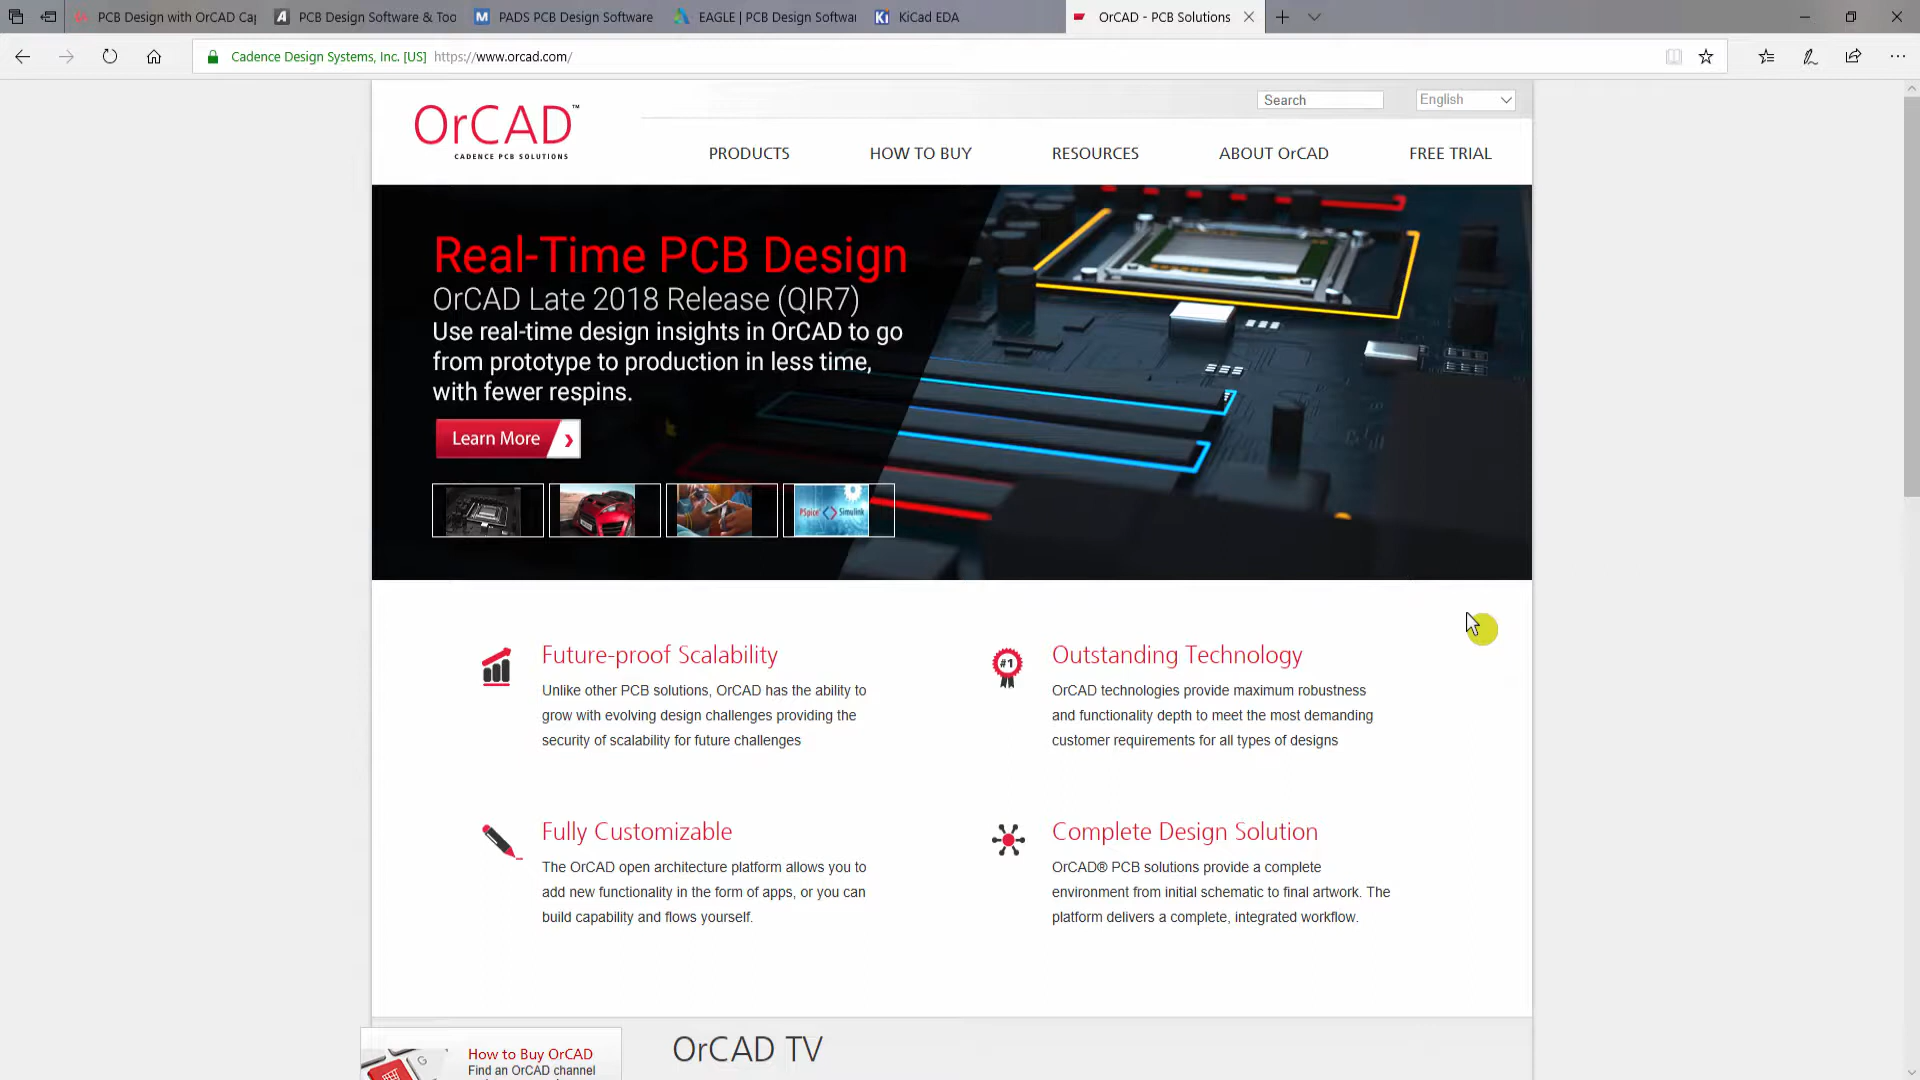 PCB Design with OrCAD Cap
PCB Design Software & Too
PADS PCB Design Software
EAGLE | PCB Design Softwar
KiCad EDA
OrCAD - PCB Solutions
Cadence Design Systems, Inc. [US] https://www.orcad.com/
Search
English
OrCAD™
CADENCE PCB SOLUTIONS
PRODUCTS
HOW TO BUY
RESOURCES
ABOUT OrCAD
FREE TRIAL
Real-Time PCB Design
OrCAD Late 2018 Release (QIR7)
Use real-time design insights in OrCAD to go
from prototype to production in less time,
with fewer respins.
Learn More
PSpice <> Simulink
Future-proof Scalability
Unlike other PCB solutions, OrCAD has the ability to
grow with evolving design challenges providing the
security of scalability for future challenges
#1
Outstanding Technology
OrCAD technologies provide maximum robustness
and functionality depth to meet the most demanding
customer requirements for all types of designs
Fully Customizable
The OrCAD open architecture platform allows you to
add new functionality in the form of apps, or you can
build capability and flows yourself.
Complete Design Solution
OrCAD® PCB solutions provide a complete
environment from initial schematic to final artwork. The
platform delivers a complete, integrated workflow.
How to Buy OrCAD
Find an OrCAD channel
OrCAD TV